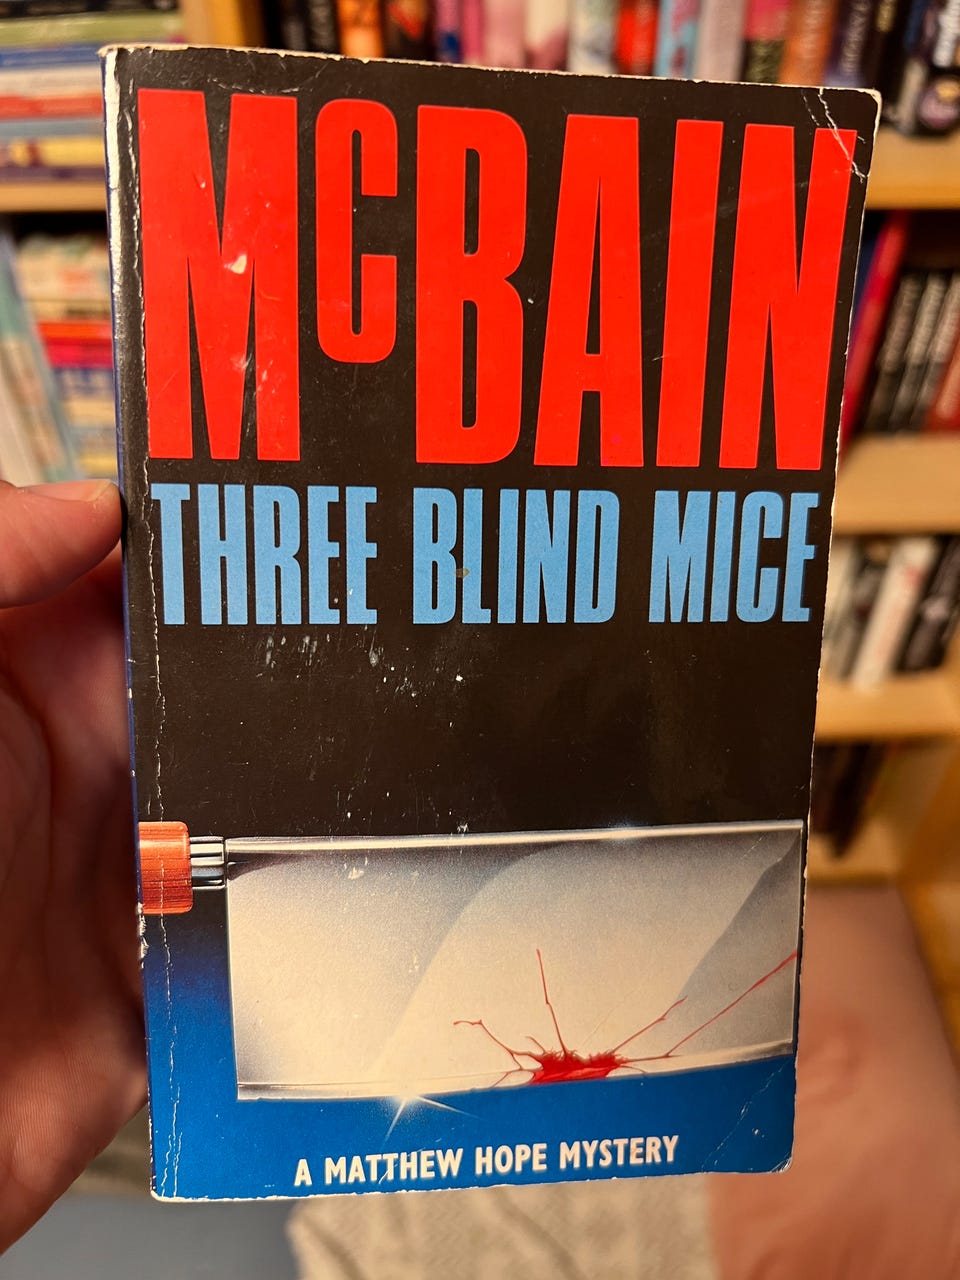 McBAIN
THREE BLIND MICE
A MATTHEW HOPE MYSTERY